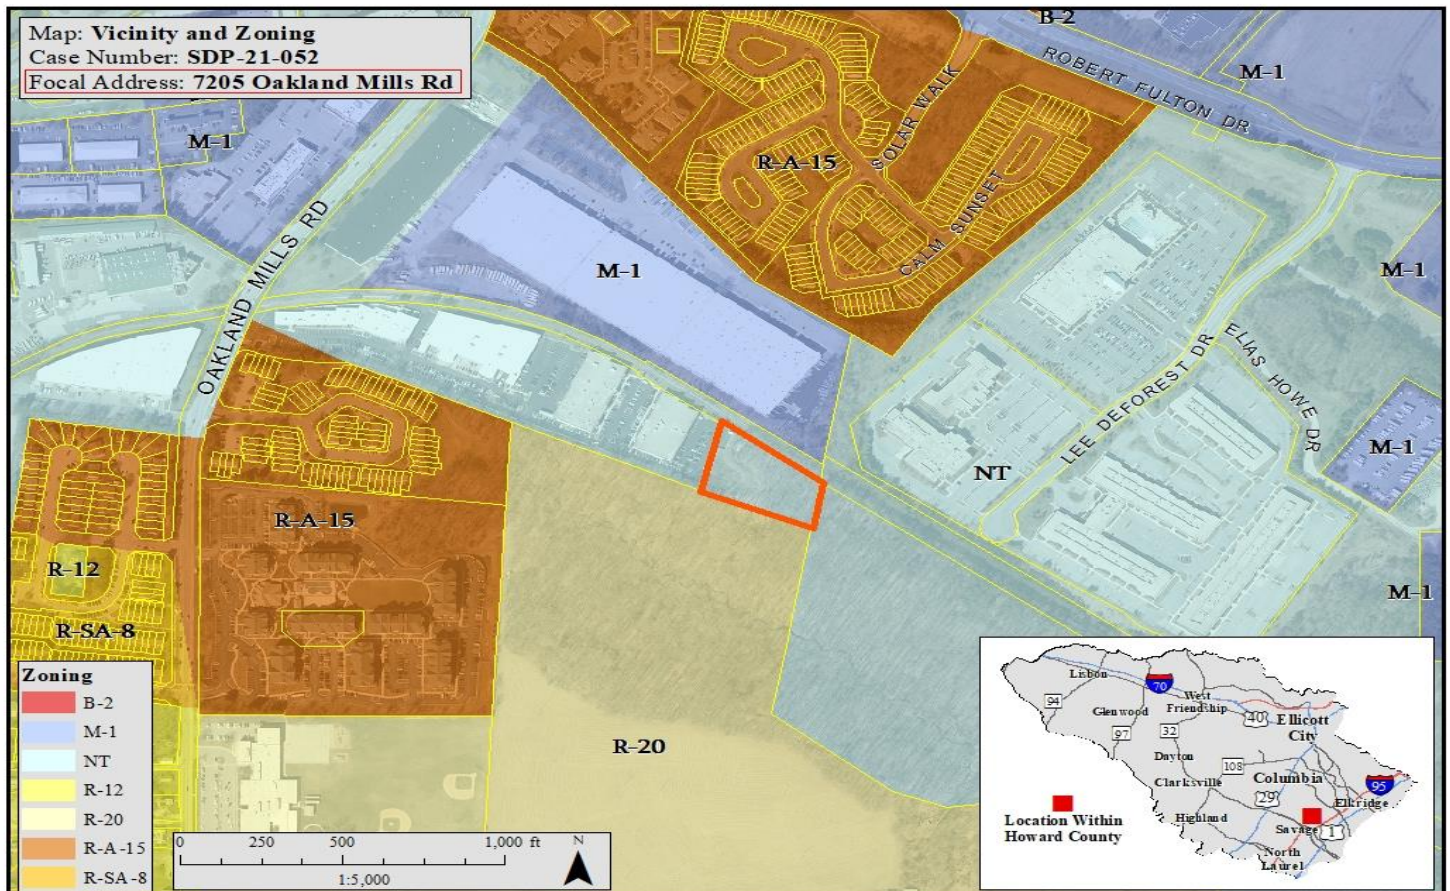 Map: Vicinity and Zoning
Case Number: SDP-21-052
Focal Address: 7205 Oakland Mills Rd
B-2
ROBERT FULTON DR
M-1
M-1
SOLAR WALK
R-A-15
CALM SUNSET
OAKLAND MILLS RD
M-1
M-1
LEE DEFOREST DR
ELIAS HOWE DR
M-1
NT
R-A-15
R-12
M-1
R-SA-8
R-20
Zoning
B-2
M-1
NT
R-12
R-20
R-A-15
R-SA-8
0 250 500 1,000 ft
N
1:5,000
Lisbon
70
94
West
Friendship
Glenwood
40
Ellicott
City
97
32
Dayton
108
Clarksville
Columbia
95
29
Elkridge
Highland
Savage
1
North
Laurel
Location Within
Howard County